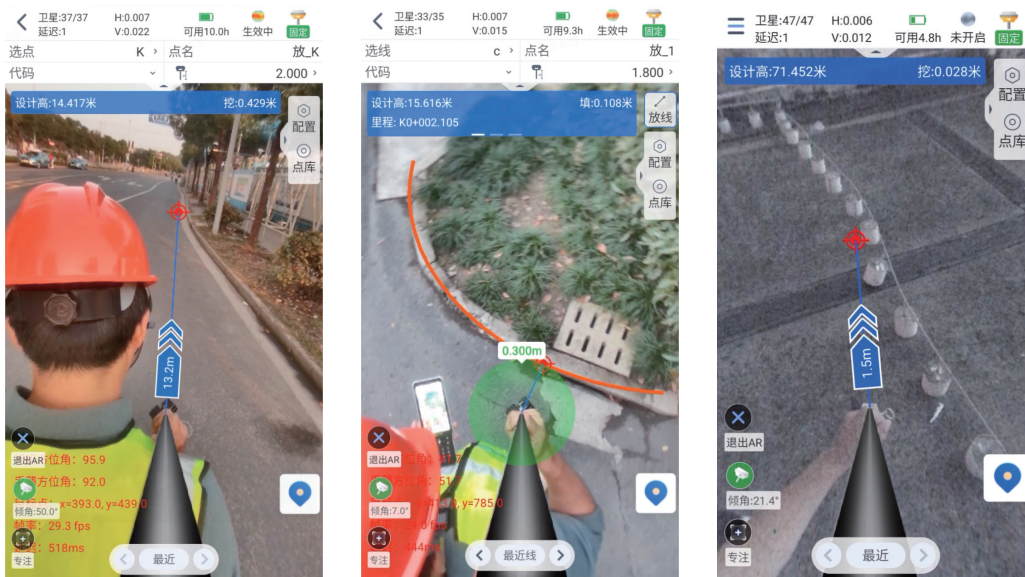 卫星:37/37 H:0.007
延迟:1 V:0.022 可用10.0h 生效中 固定
选点 K 点名 放_K
代码 2.000
设计高:14.417米 挖:0.429米
配置
点库
13.2m
退出AR
方位角: 95.9
方位角: 92.0
倾角:50.0°
x=393.0, y=439.0
帧率: 29.3 fps
518ms
专注
最近
卫星:33/35 H:0.007
延迟:1 V:0.015 可用9.3h 生效中 固定
选线 c 点名 放_1
代码 1.800
设计高:15.616米 填:0.108米
里程: K0+002.105
放线
配置
点库
0.300m
退出AR
方位角: 51
倾角:7.0°
y=785.0
fps
专注
最近线
卫星:47/47 H:0.006
延迟:1 V:0.012 可用4.8h 未开启 固定
设计高:71.452米 挖:0.028米
配置
点库
1.5m
退出AR
倾角:21.4°
专注
最近